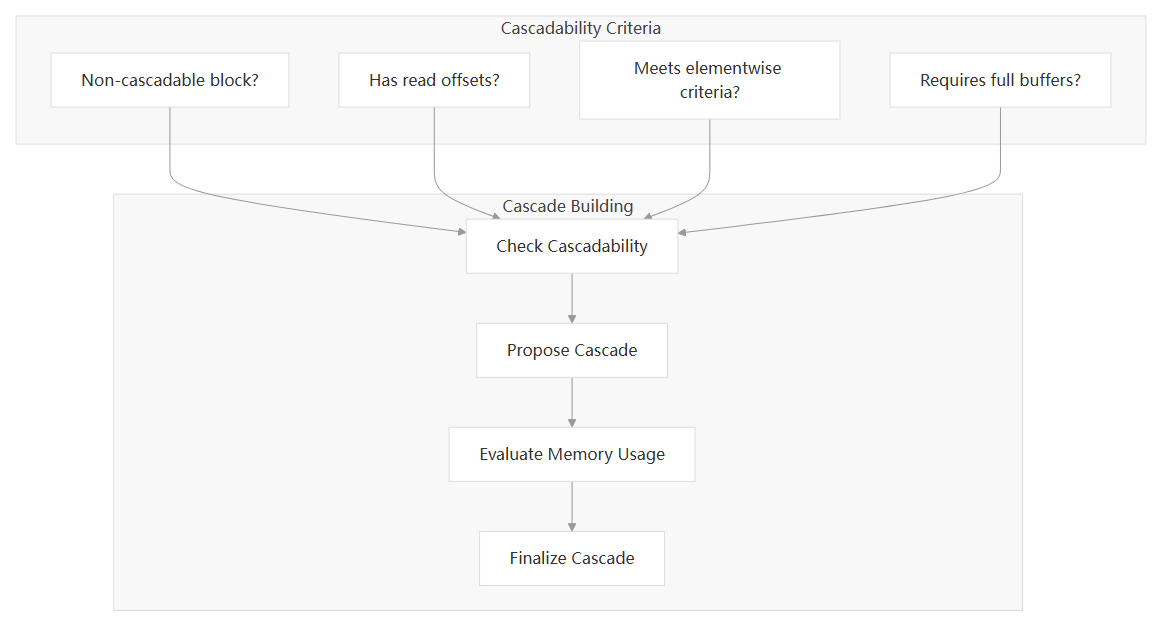 Cascadability Criteria
Non-cascadable block?
Has read offsets?
Meets elementwise
criteria?
Requires full buffers?
Cascade Building
Check Cascadability
Propose Cascade
Evaluate Memory Usage
Finalize Cascade